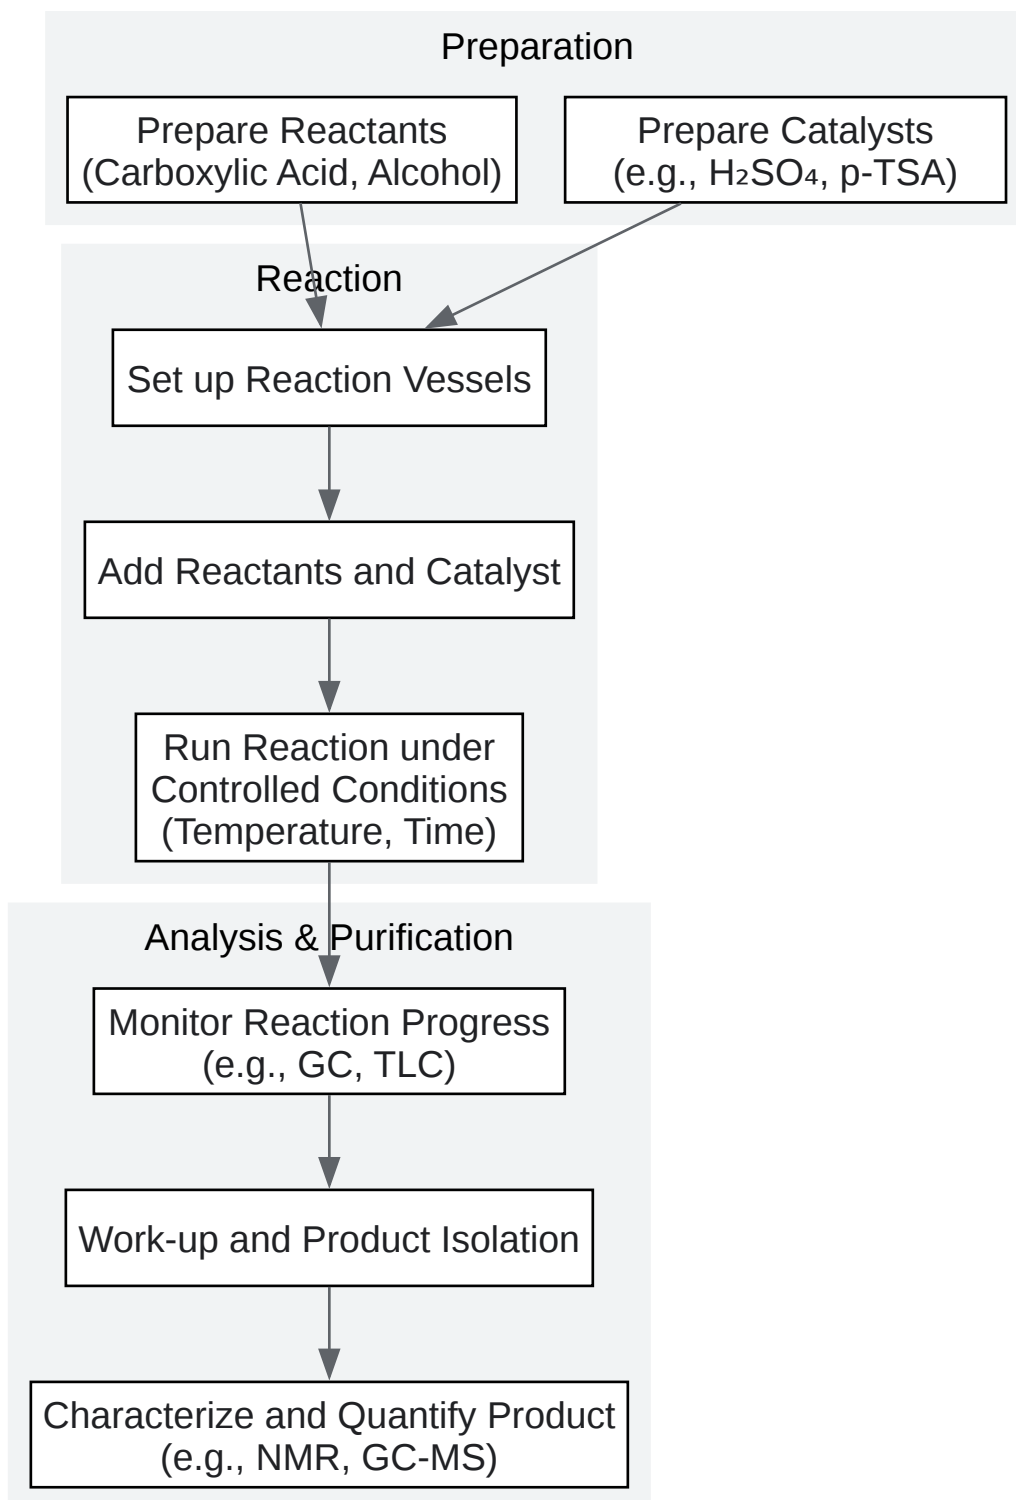 Preparation
Prepare Reactants
(Carboxylic Acid, Alcohol)
Prepare Catalysts
(e.g., H₂SO₄, p-TSA)
Reaction
Set up Reaction Vessels
Add Reactants and Catalyst
Run Reaction under
Controlled Conditions
(Temperature, Time)
Analysis & Purification
Monitor Reaction Progress
(e.g., GC, TLC)
Work-up and Product Isolation
Characterize and Quantify Product
(e.g., NMR, GC-MS)